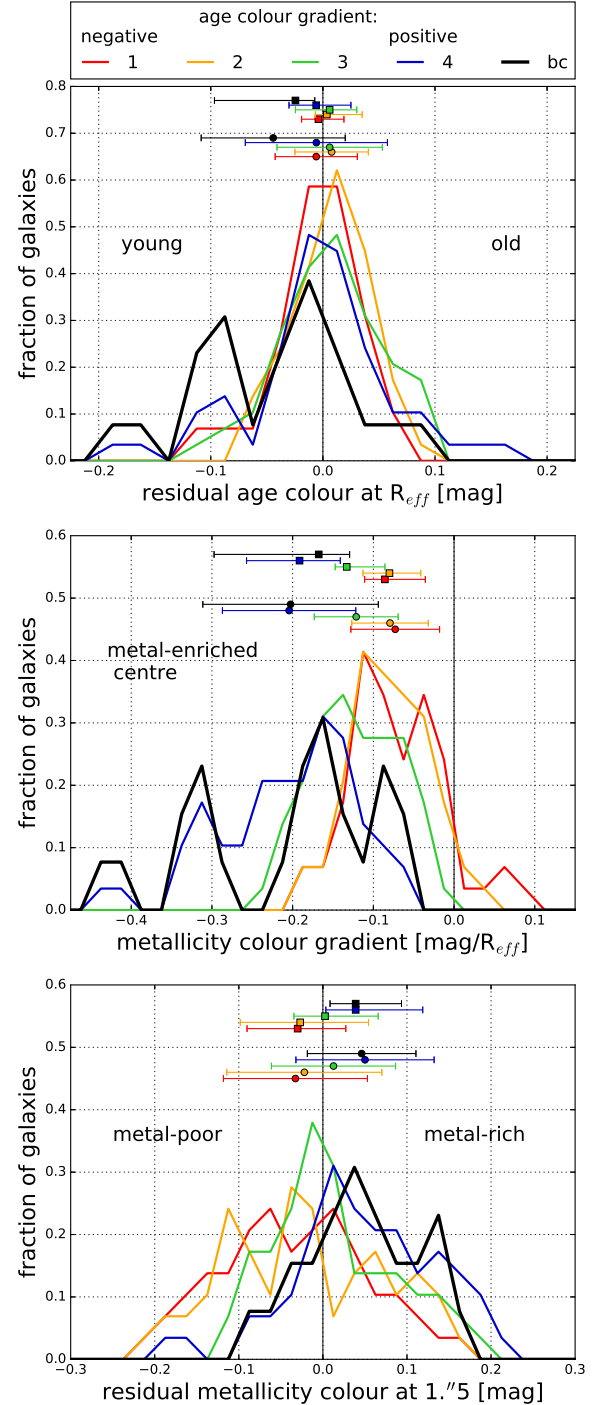 age colour gradient:
negative positive
1 2 3 4 bc
0.8
0.7
0.6
0.5
0.4
0.3
0.2
0.1
0.0
fraction of galaxies
young old
−0.2 −0.1 0.0 0.1 0.2
residual age colour at R_eff [mag]
0.6
0.5
0.4
0.3
0.2
0.1
0.0
fraction of galaxies
metal-enriched
centre
−0.4 −0.3 −0.2 −0.1 0.0 0.1
metallicity colour gradient [mag/R_eff]
0.6
0.5
0.4
0.3
0.2
0.1
0.0
fraction of galaxies
metal-poor metal-rich
−0.3 −0.2 −0.1 0.0 0.1 0.2 0.3
residual metallicity colour at 1.″5 [mag]